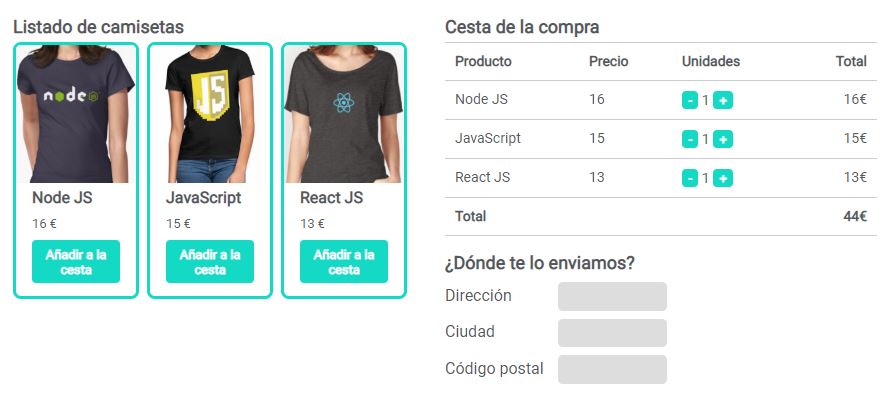 Listado de camisetas
node JS
JS
Node JS
16 €
Añadir a la
cesta
JavaScript
15 €
Añadir a la
cesta
React JS
13 €
Añadir a la
cesta
Cesta de la compra
Producto Precio Unidades Total
Node JS 16 - 1 + 16€
JavaScript 15 - 1 + 15€
React JS 13 - 1 + 13€
Total 44€
¿Dónde te lo enviamos?
Dirección
Ciudad
Código postal